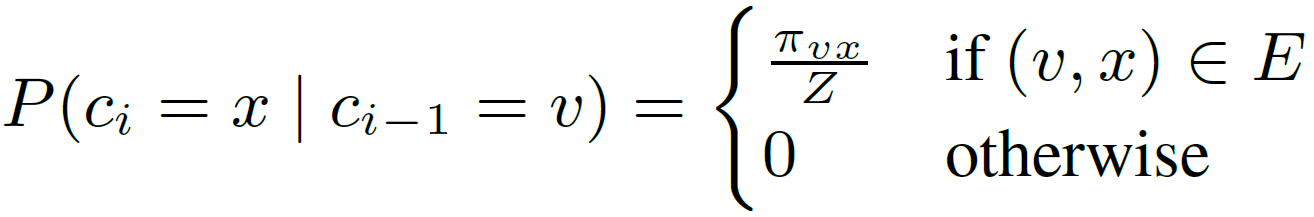 P(c_i = x | c_{i−1} = v) = { π_{vx}/Z if (v, x) ∈ E
0 otherwise